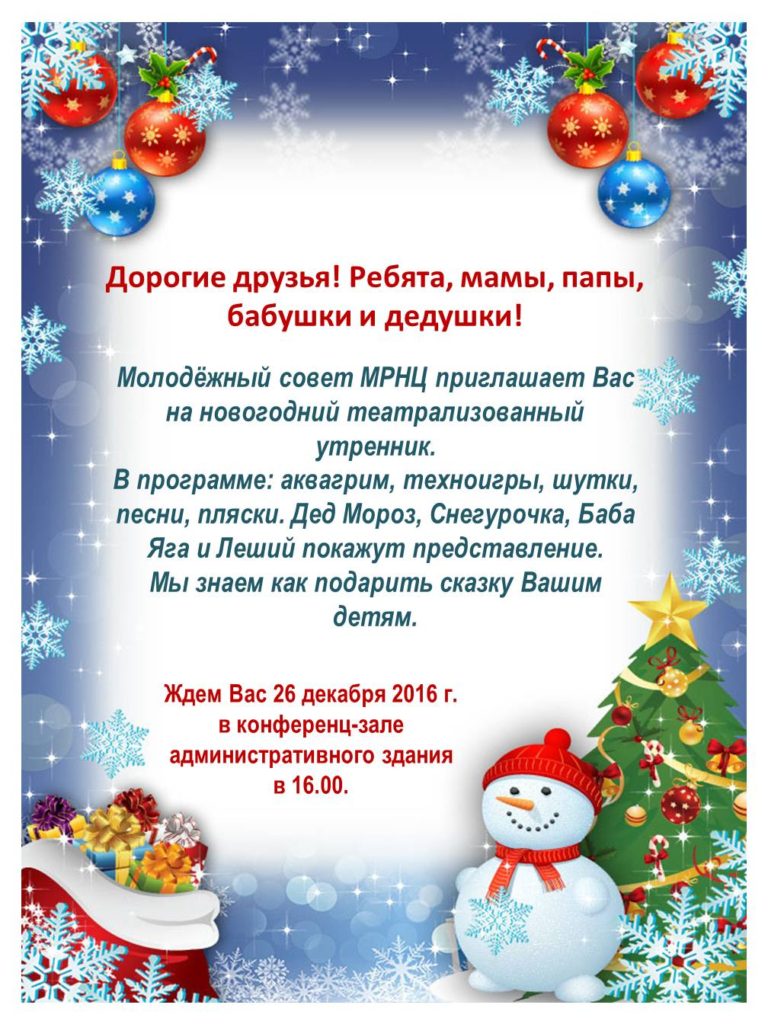 Дорогие друзья! Ребята, мамы, папы,
бабушки и дедушки!
Молодёжный совет МРНЦ приглашает Вас
на новогодний театрализованный
утренник.
В программе: аквагрим, техноигры, шутки,
песни, пляски. Дед Мороз, Снегурочка, Баба
Яга и Леший покажут представление.
Мы знаем как подарить сказку Вашим
детям.
Ждем Вас 26 декабря 2016 г.
в конференц-зале
административного здания
в 16.00.